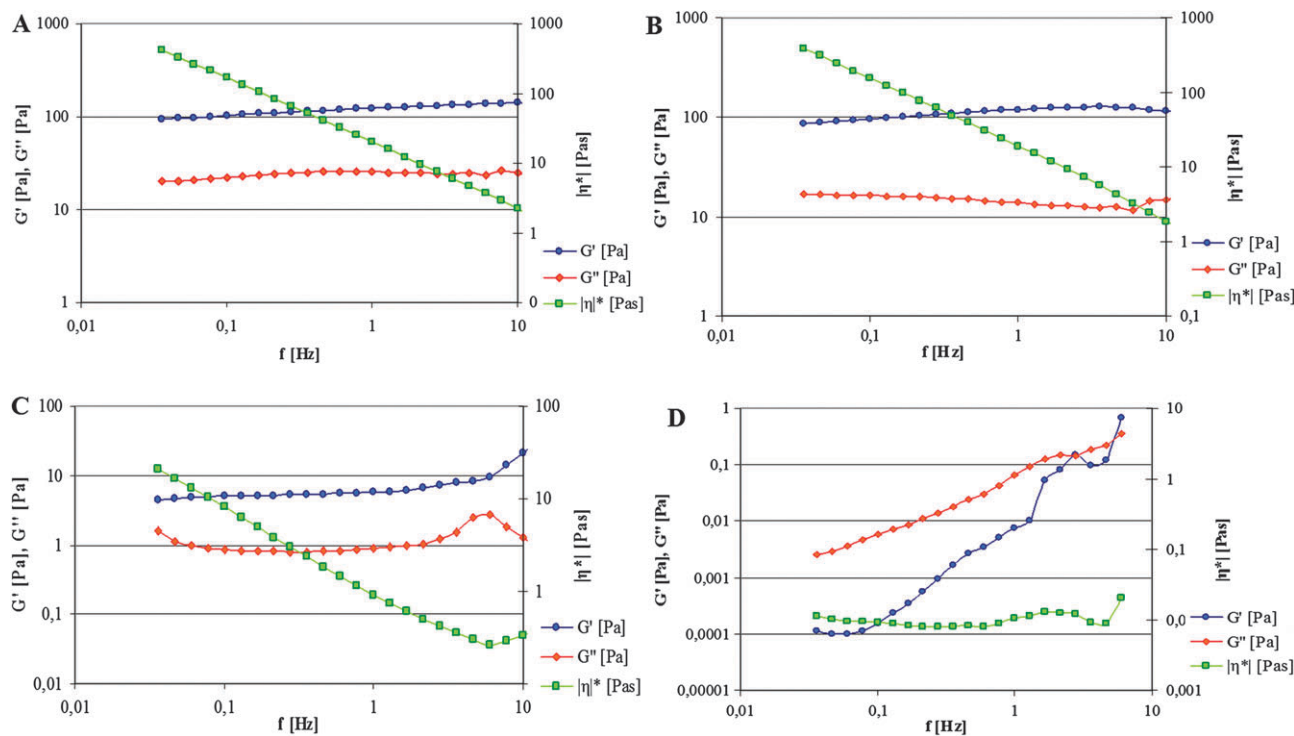 A
1000
100
10
1
G' [Pa], G'' [Pa]
0,01
0,1
1
10
f [Hz]
1000
100
10
1
0
|η*| [Pas]
G' [Pa]
G'' [Pa]
|η|* [Pas]
B
1000
100
10
1
G' [Pa], G'' [Pa]
0,01
0,1
1
10
f [Hz]
1000
100
10
1
0,1
|η*| [Pas]
G' [Pa]
G'' [Pa]
|η*| [Pas]
C
100
10
1
0,1
0,01
G' [Pa], G'' [Pa]
0,01
0,1
1
10
f [Hz]
100
10
1
|η*| [Pas]
G' [Pa]
G'' [Pa]
|η|* [Pas]
D
1
0,1
0,01
0,001
0,0001
0,00001
G' [Pa], G'' [Pa]
0,01
0,1
1
10
f [Hz]
10
1
0,1
0,0
0,001
|η*| [Pas]
G' [Pa]
G'' [Pa]
|η*| [Pas]